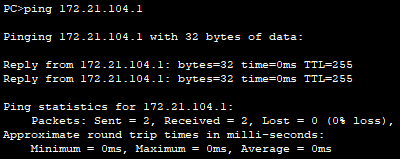 PC>ping 172.21.104.1
Pinging 172.21.104.1 with 32 bytes of data:
Reply from 172.21.104.1: bytes=32 time=0ms TTL=255
Reply from 172.21.104.1: bytes=32 time=0ms TTL=255
Ping statistics for 172.21.104.1:
Packets: Sent = 2, Received = 2, Lost = 0 (0% loss),
Approximate round trip times in milli-seconds:
Minimum = 0ms, Maximum = 0ms, Average = 0ms